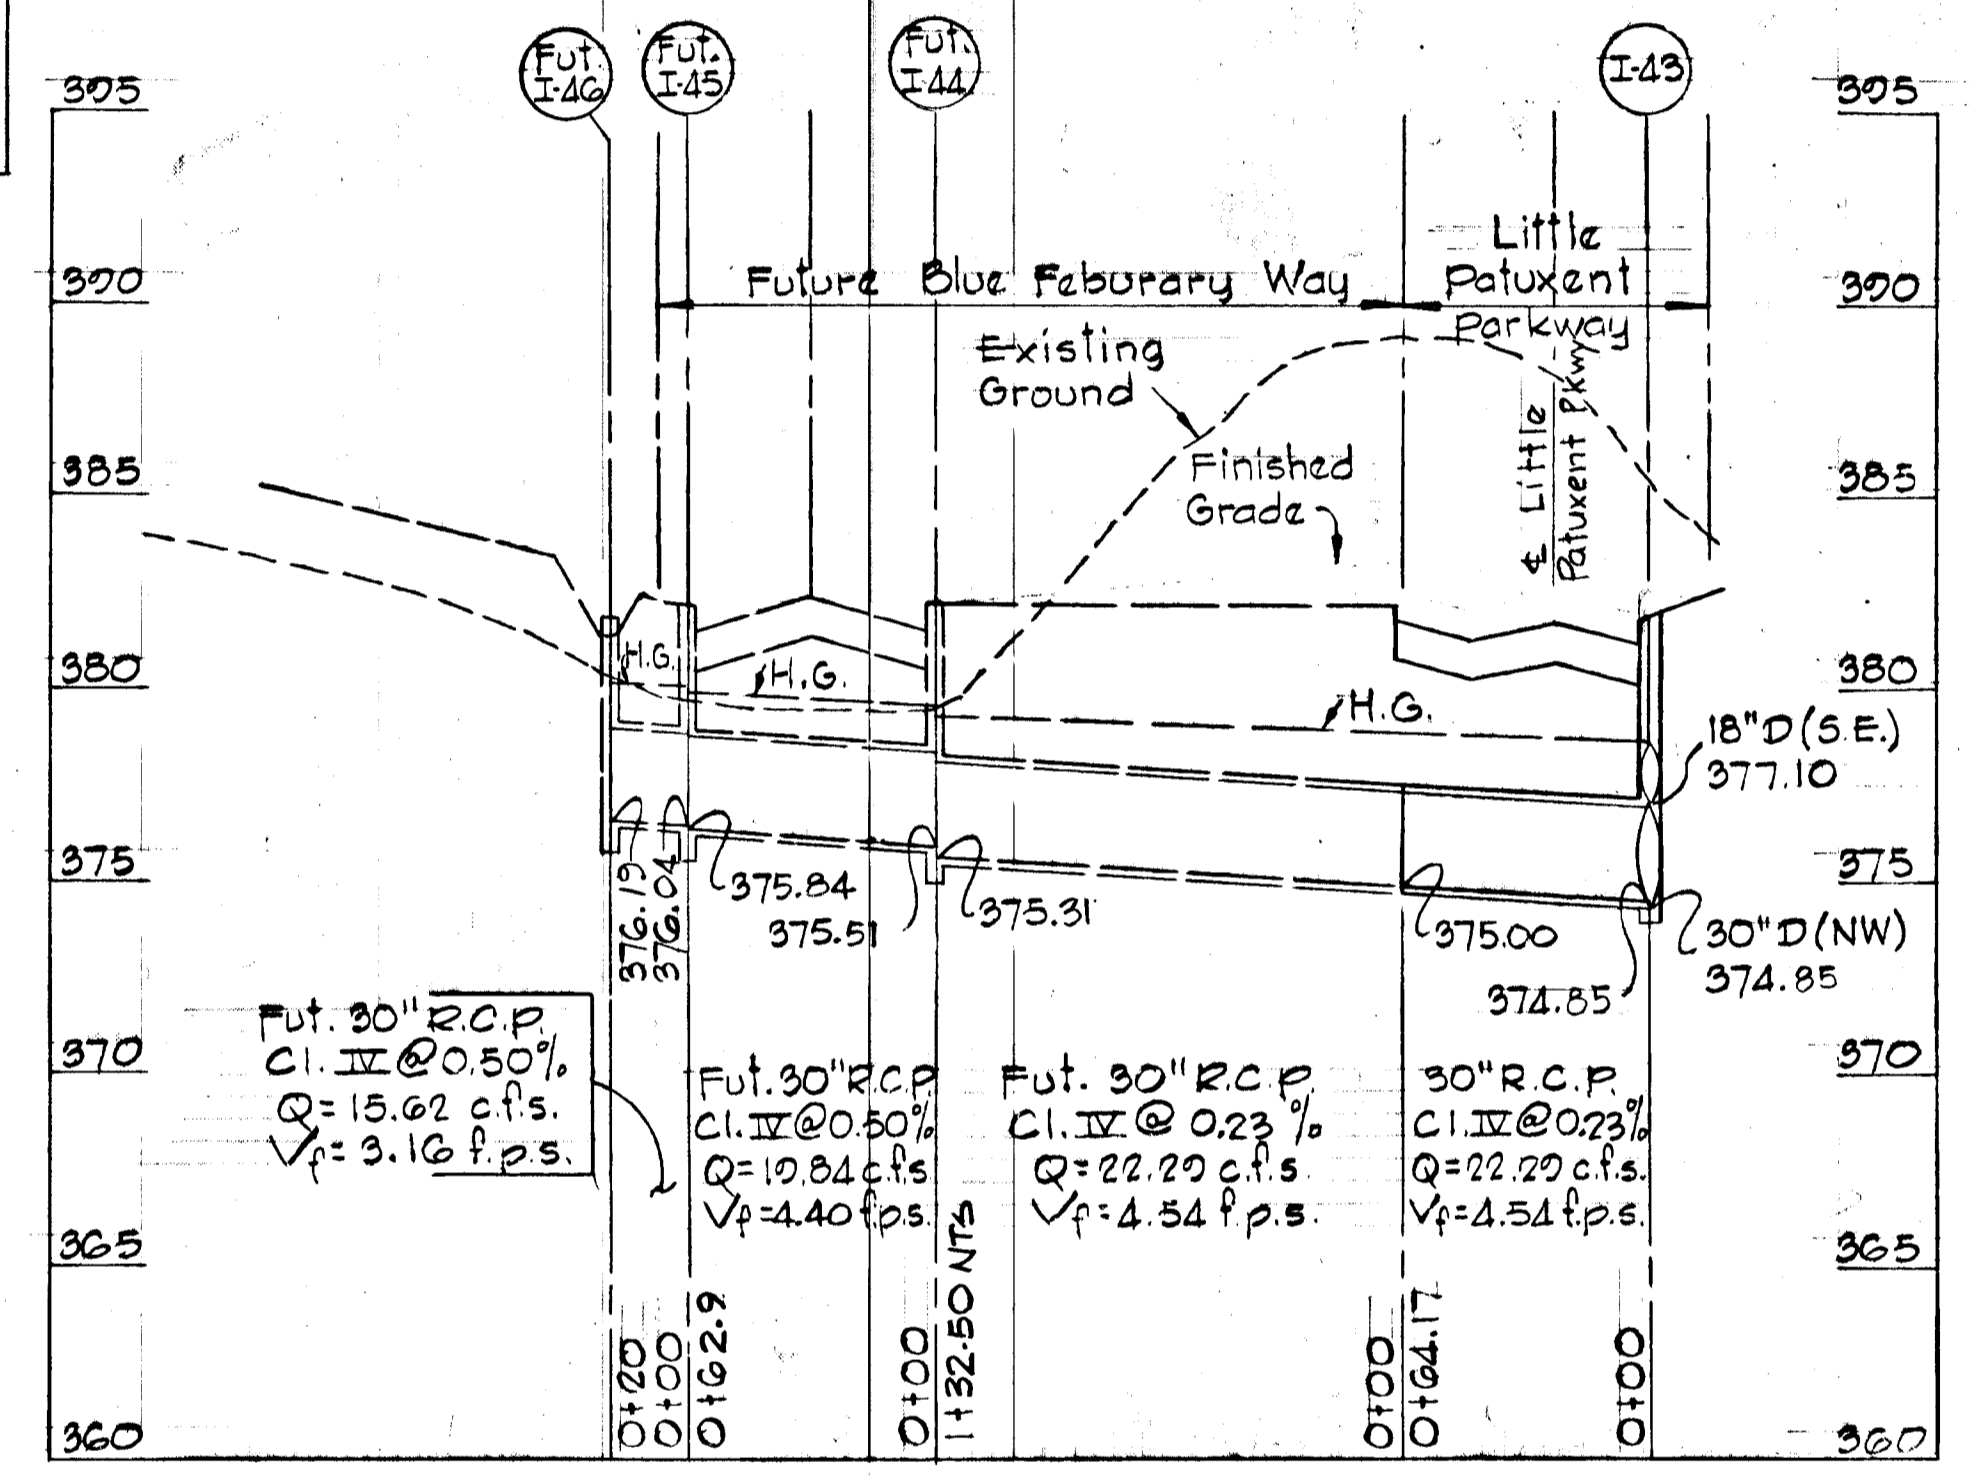 Fut.
I-46
Fut.
I-45
Fut.
I-44
I-43
395
395
390
390
385
385
380
380
375
375
370
370
365
365
360
360
Future Blue Feburary Way
Little
Patuxent
Parkway
Existing
Ground
Finished
Grade
℄ Little
Patuxent Pkwy
H.G.
H.G.
H.G.
18"D (S.E.)
377.10
376.19
376.04
375.84
375.51
375.31
375.00
374.85
30"D (NW)
374.85
Fut. 30" R.C.P.
Cl. IV @ 0.50%
Q = 15.62 c.f.s.
Vf = 3.16 f.p.s.
Fut. 30" R.C.P.
Cl. IV @ 0.50%
Q = 19.84 c.f.s.
Vf = 4.40 f.p.s.
Fut. 30" R.C.P.
Cl. IV @ 0.23 %
Q = 22.29 c.f.s.
Vf = 4.54 f.p.s.
30" R.C.P.
Cl. IV @ 0.23%
Q = 22.29 c.f.s.
Vf = 4.54 f.p.s.
0+20
0+00
0+62.9
0+00
1+32.50 NTS
0+00
0+64.17
0+00